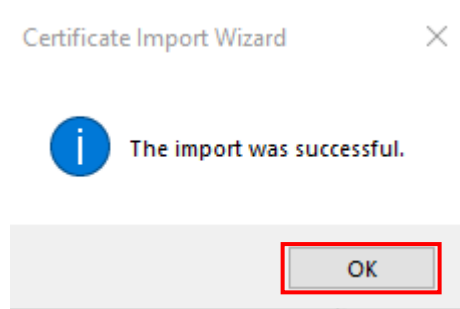 Certificate Import Wizard
The import was successful.
OK